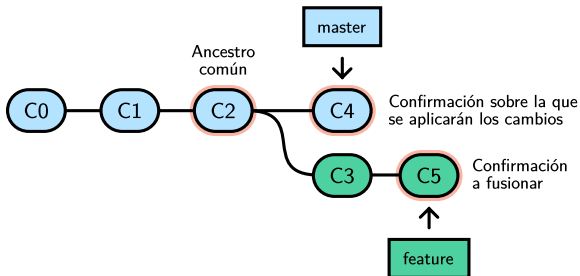 master
Ancestro
común
C0
C1
C2
C4
Confirmación sobre la que
se aplicarán los cambios
C3
C5
Confirmación
a fusionar
feature